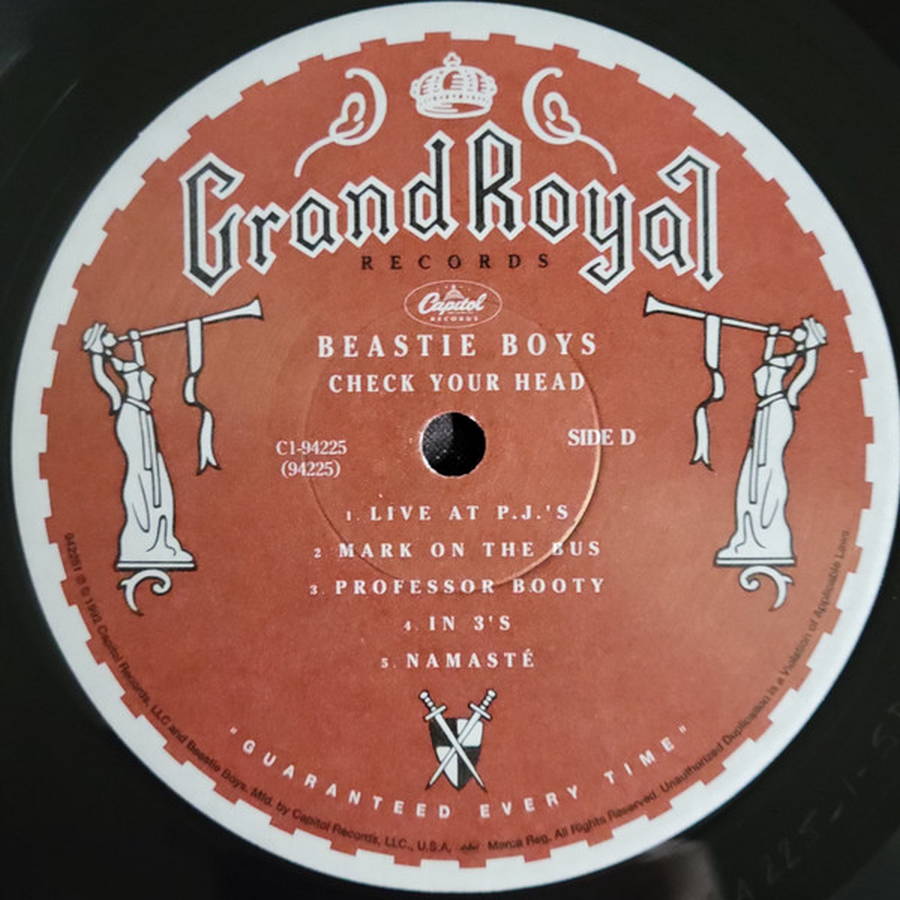 Grand Royal
RECORDS
Capitol
RECORDS
BEASTIE BOYS
CHECK YOUR HEAD
C1-94225
(94225)
SIDE D
1. LIVE AT P.J.'S
2 MARK ON THE BUS
3. PROFESSOR BOOTY
4. IN 3'S
5. NAMASTÉ
"GUARANTEED EVERY TIME"
Capitol Records, LLC and Beastie Boys. Mfd. by Capitol Records, LLC., U.S.A. Marca Reg. All Rights Reserved. Unauthorized Duplication is a Violation of Applicable Laws